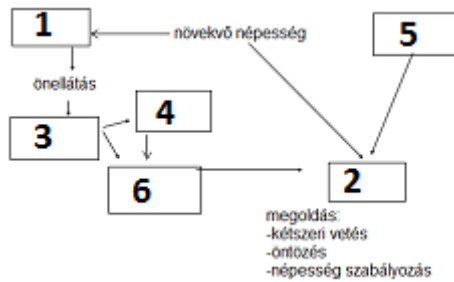 1
növekvő népesség
5
önellátás
3
4
6
2
megoldás:
-kétszeri vetés
-öntözés
-népesség szabályozás